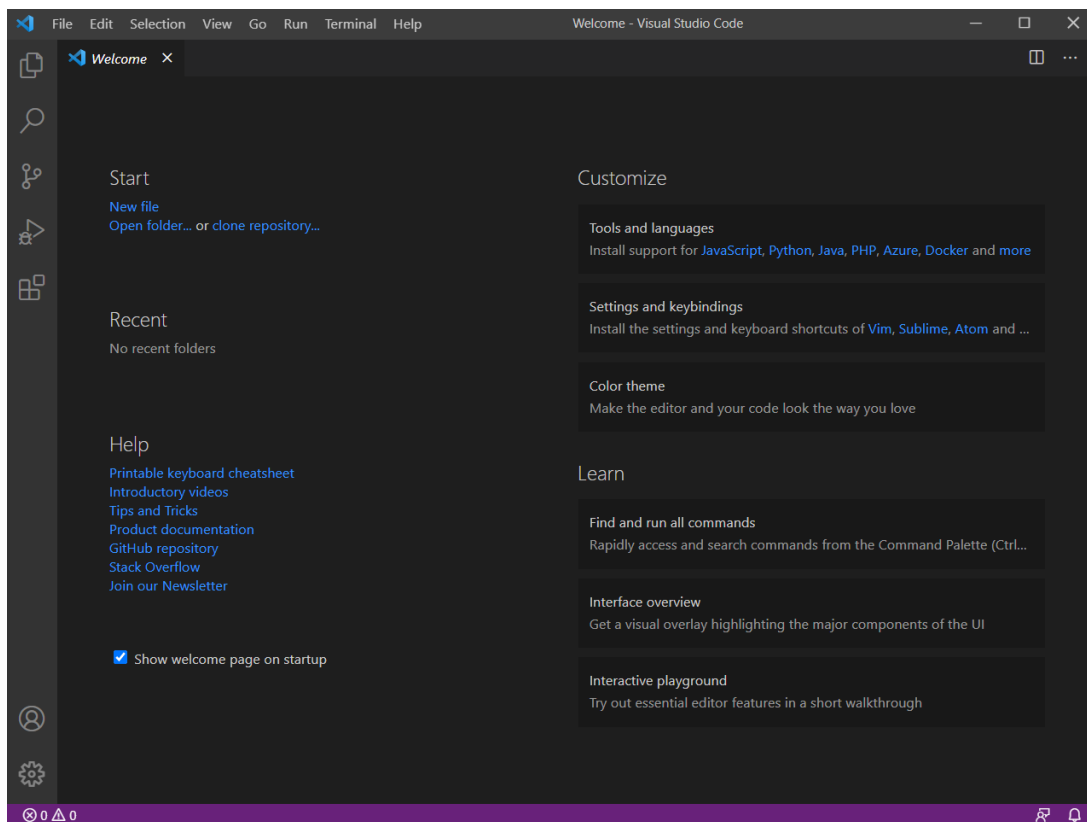 File Edit Selection View Go Run Terminal Help
Welcome - Visual Studio Code
Welcome
Start
New file
Open folder... or clone repository...
Recent
No recent folders
Help
Printable keyboard cheatsheet
Introductory videos
Tips and Tricks
Product documentation
GitHub repository
Stack Overflow
Join our Newsletter
Show welcome page on startup
Customize
Tools and languages
Install support for JavaScript, Python, Java, PHP, Azure, Docker and more
Settings and keybindings
Install the settings and keyboard shortcuts of Vim, Sublime, Atom and ...
Color theme
Make the editor and your code look the way you love
Learn
Find and run all commands
Rapidly access and search commands from the Command Palette (Ctrl...
Interface overview
Get a visual overlay highlighting the major components of the UI
Interactive playground
Try out essential editor features in a short walkthrough
0 0